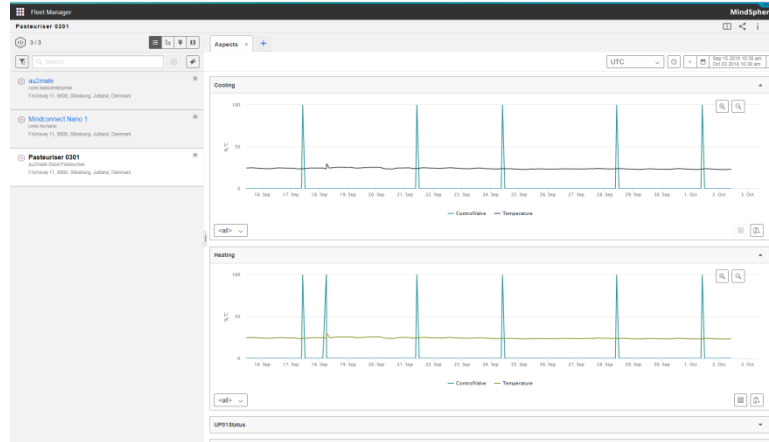 Fleet Manager
MindSpher
Pasteuriser 0301
3/3
Aspects
Search
UTC
Sep 15 2018 10:38 am
Oct 03 2018 10:38 am
au2mate
core.basicenterprise
Frichsvej 11, 8600, Silkeborg, Jutland, Denmark
Mindconnect Nano 1
core.mcnano
Frichsvej 11, 8600, Silkeborg, Jutland, Denmark
Pasteuriser 0301
Frichsvej 11, 8600, Silkeborg, Jutland, Denmark
Cooling
100
%/°C
50
0
16. Sep 17. Sep 18. Sep 19. Sep 20. Sep 21. Sep 22. Sep 23. Sep 24. Sep 25. Sep 26. Sep 27. Sep 28. Sep 29. Sep 30. Sep 1. Oct 2. Oct 3. Oct
ControlValve Temperature
<all>
Heating
100
%/°C
50
0
16. Sep 17. Sep 18. Sep 19. Sep 20. Sep 21. Sep 22. Sep 23. Sep 24. Sep 25. Sep 26. Sep 27. Sep 28. Sep 29. Sep 30. Sep 1. Oct 2. Oct 3. Oct
ControlValve Temperature
<all>
UP01Status